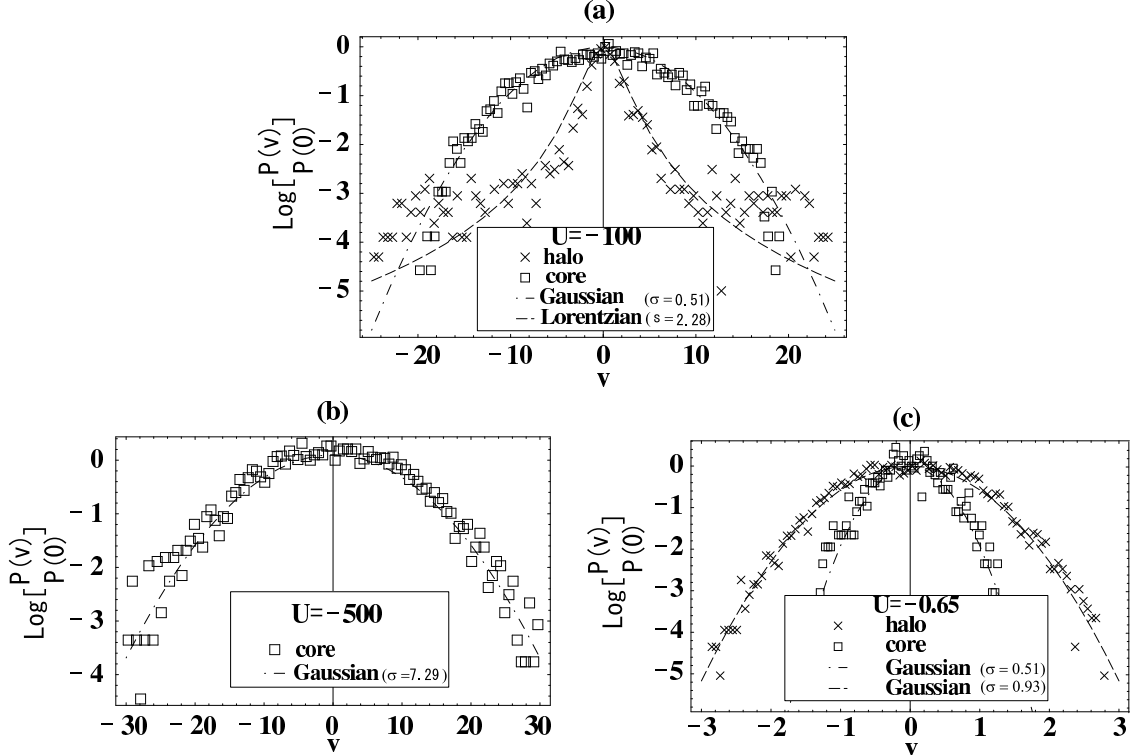 (a)
Log[P(v)/P(0)]
0
−1
−2
−3
−4
−5
U=−100
× halo
□ core
Gaussian (σ=0.51)
Lorentzian (s=2.28)
−20 −10 0 10 20
v
(b)
Log[P(v)/P(0)]
0
−1
−2
−3
−4
U=−500
□ core
Gaussian (σ=7.29)
−30 −20 −10 0 10 20 30
v
(c)
Log[P(v)/P(0)]
0
−1
−2
−3
−4
−5
U=−0.65
× halo
□ core
Gaussian (σ=0.51)
Gaussian (σ=0.93)
−3 −2 −1 0 1 2 3
v